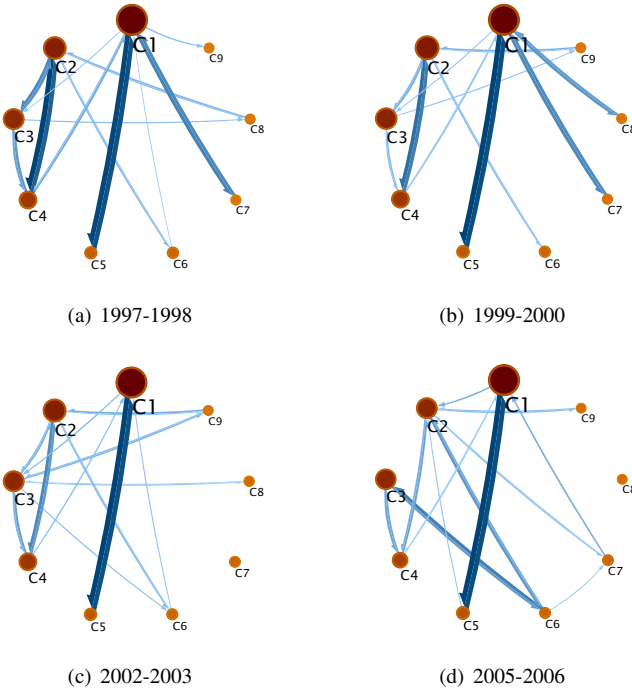 C1
C2
C9
C3
C8
C4
C7
C5
C6
(a) 1997-1998
C1
C2
C9
C3
C8
C4
C7
C5
C6
(b) 1999-2000
C1
C2
C9
C3
C8
C4
C7
C5
C6
(c) 2002-2003
C1
C2
C9
C3
C8
C4
C7
C5
C6
(d) 2005-2006